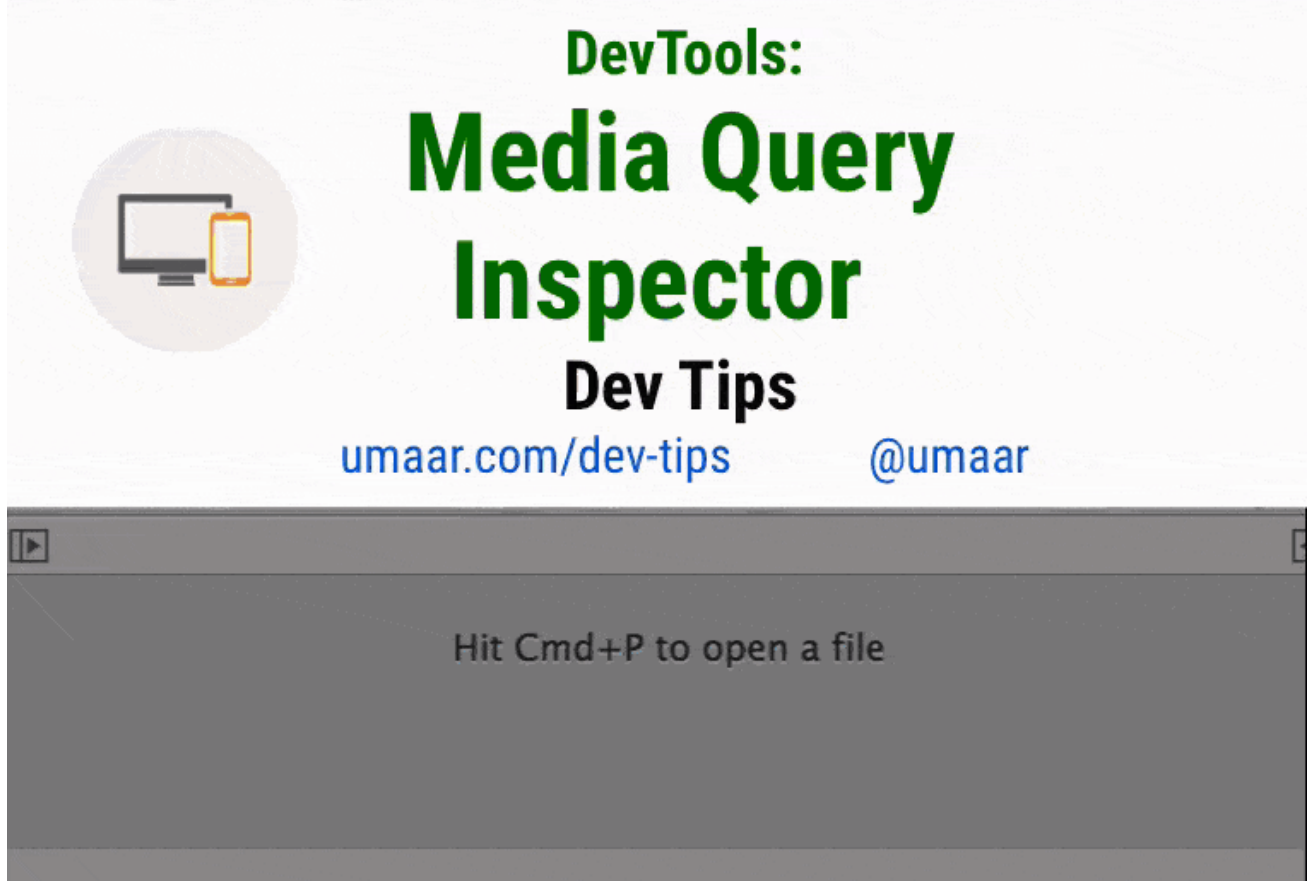 DevTools:
Media Query
Inspector
Dev Tips
umaar.com/dev-tips @umaar
Hit Cmd+P to open a file